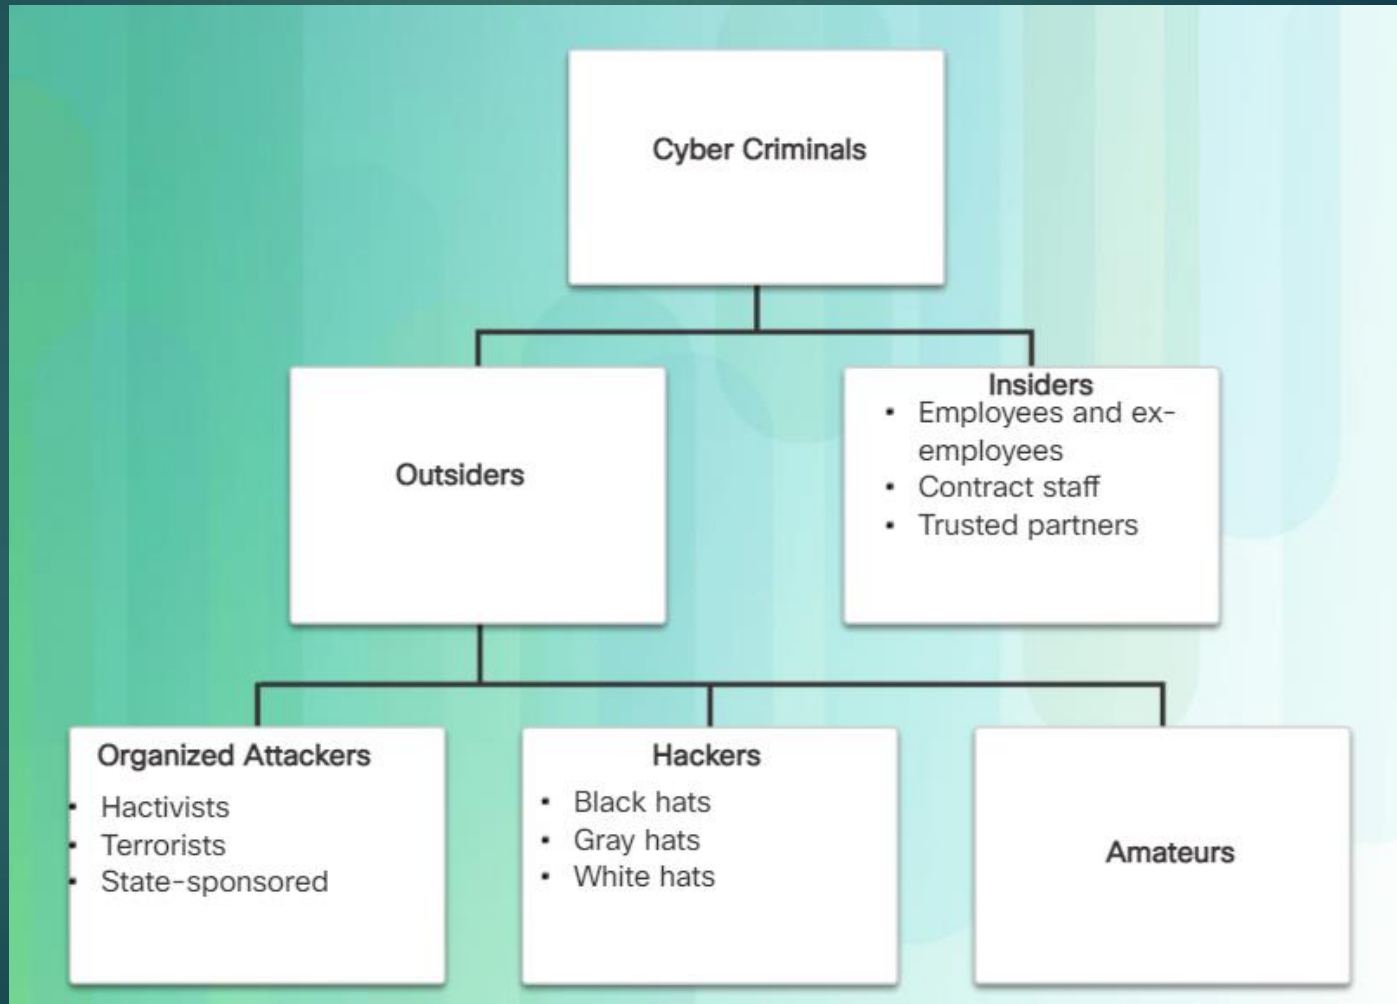 Cyber Criminals
Outsiders
Insiders
• Employees and ex-
employees
• Contract staff
• Trusted partners
Organized Attackers
• Hactivists
• Terrorists
• State-sponsored
Hackers
• Black hats
• Gray hats
• White hats
Amateurs